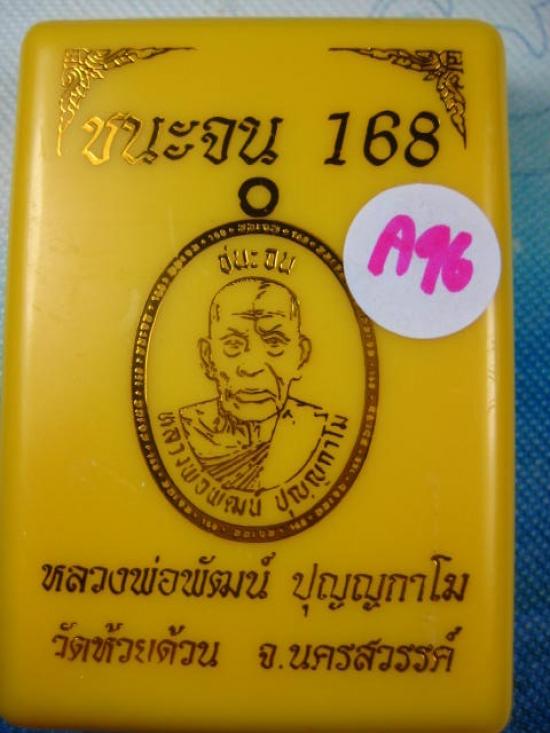 ชนะจน 168
A96
ชนะจน
หลวงพ่อพัฒน์ ปุญญกาโม
หลวงพ่อพัฒน์ ปุญญกาโม
วัดห้วยด้วน จ.นครสวรรค์